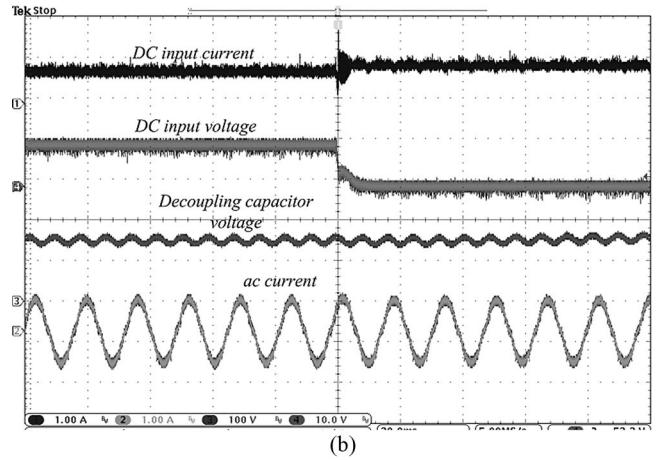 Tek Stop
DC input current
1
DC input voltage
4
Decoupling capacitor
voltage
ac current
3
2
1.00 A 2 1.00 A 3 100 V 4 10.0 V
(b)